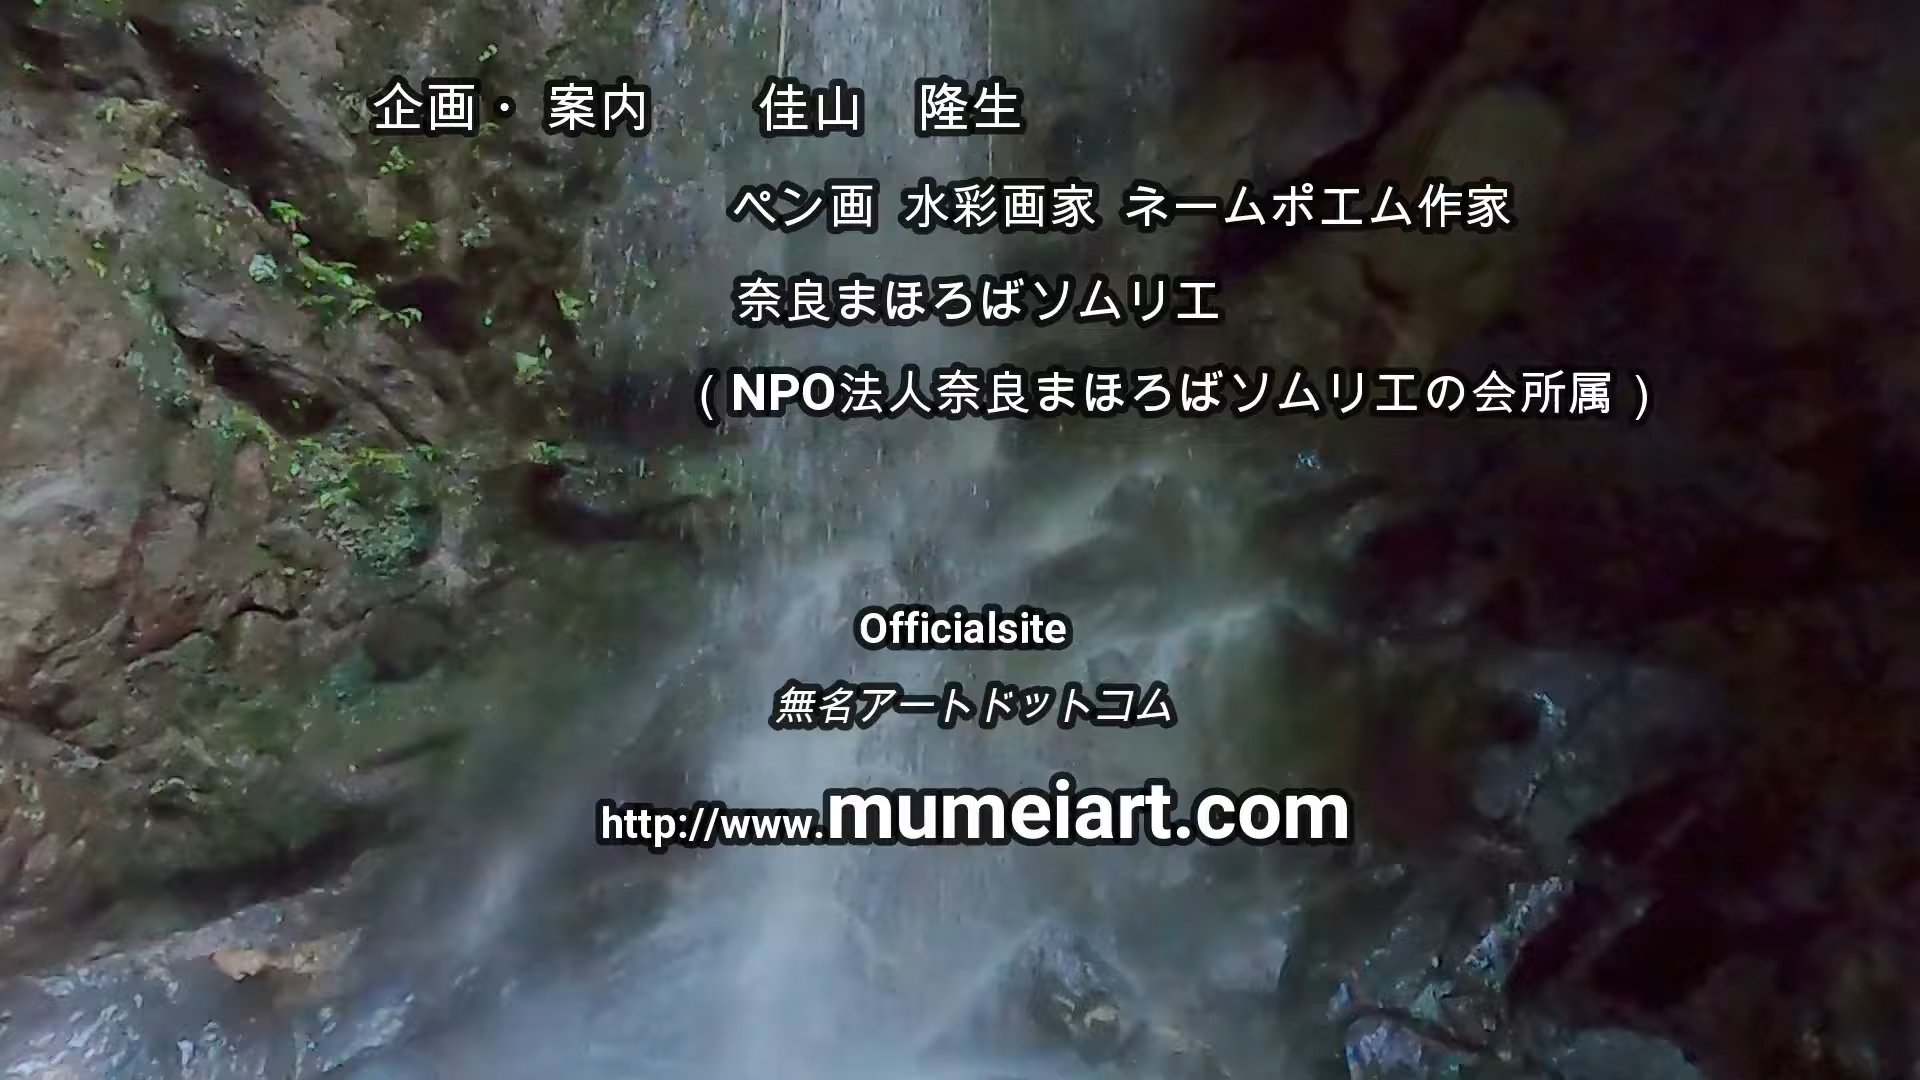 企画・ 案内　　佳山　隆生
ペン画 水彩画家 ネームポエム作家
奈良まほろばソムリエ
( NPO法人奈良まほろばソムリエの会所属 )
Officialsite
無名アートドットコム
http://www.mumeiart.com